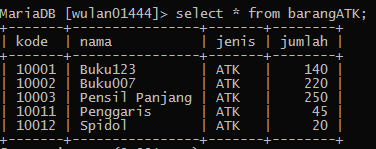 MariaDB [wulan01444]> select * from barangATK;
+-------+----------------+-------+--------+
| kode | nama | jenis | jumlah |
+-------+----------------+-------+--------+
| 10001 | Buku123 | ATK | 140 |
| 10002 | Buku007 | ATK | 220 |
| 10003 | Pensil Panjang | ATK | 250 |
| 10011 | Penggaris | ATK | 45 |
| 10012 | Spidol | ATK | 20 |
+-------+----------------+-------+--------+